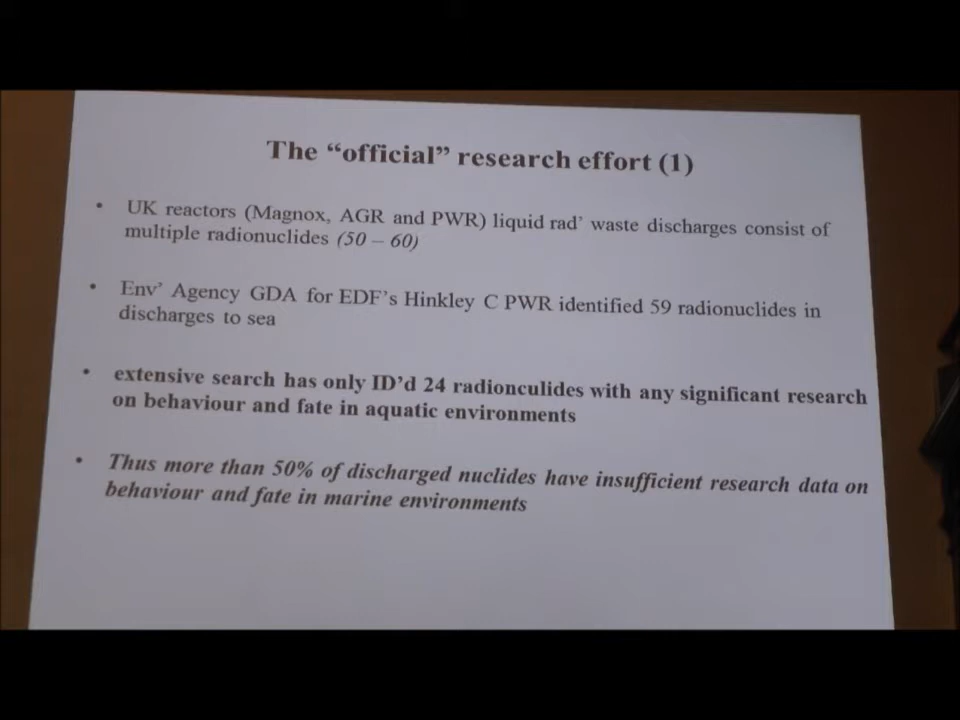 The “official” research effort (1)
• UK reactors (Magnox, AGR and PWR) liquid rad’ waste discharges consist of
multiple radionuclides (50 – 60)
• Env’ Agency GDA for EDF’s Hinkley C PWR identified 59 radionuclides in
discharges to sea
• extensive search has only ID’d 24 radionculides with any significant research
on behaviour and fate in aquatic environments
• Thus more than 50% of discharged nuclides have insufficient research data on
behaviour and fate in marine environments